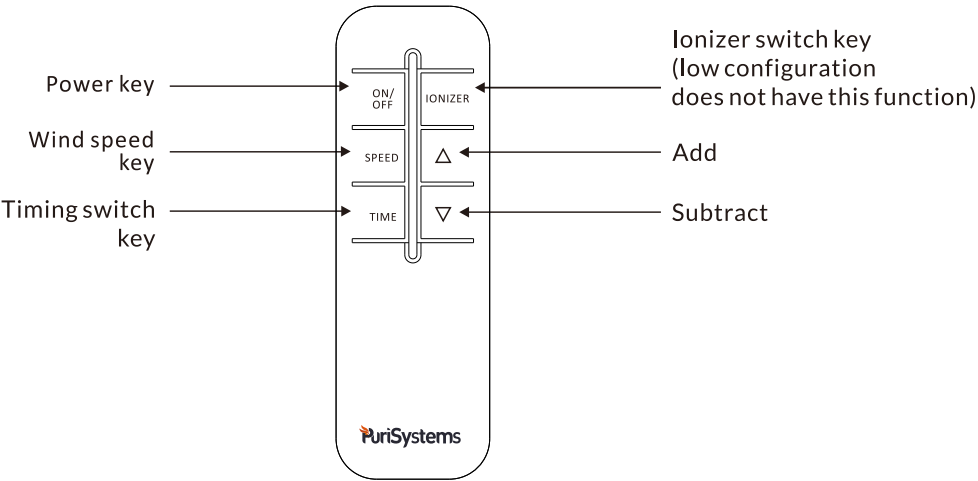 Power key
Wind speed
key
Timing switch
key
ON/
OFF
IONIZER
SPEED
△
TIME
▽
PuriSystems
Ionizer switch key
(low configuration
does not have this function)
Add
Subtract